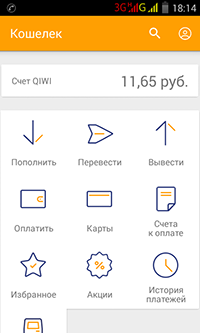 3G G 18:14
Кошелек
Счет QIWI 11,65 руб.
Пополнить Перевести Вывести
Оплатить Карты Счета
к оплате
Избранное Акции История
платежей